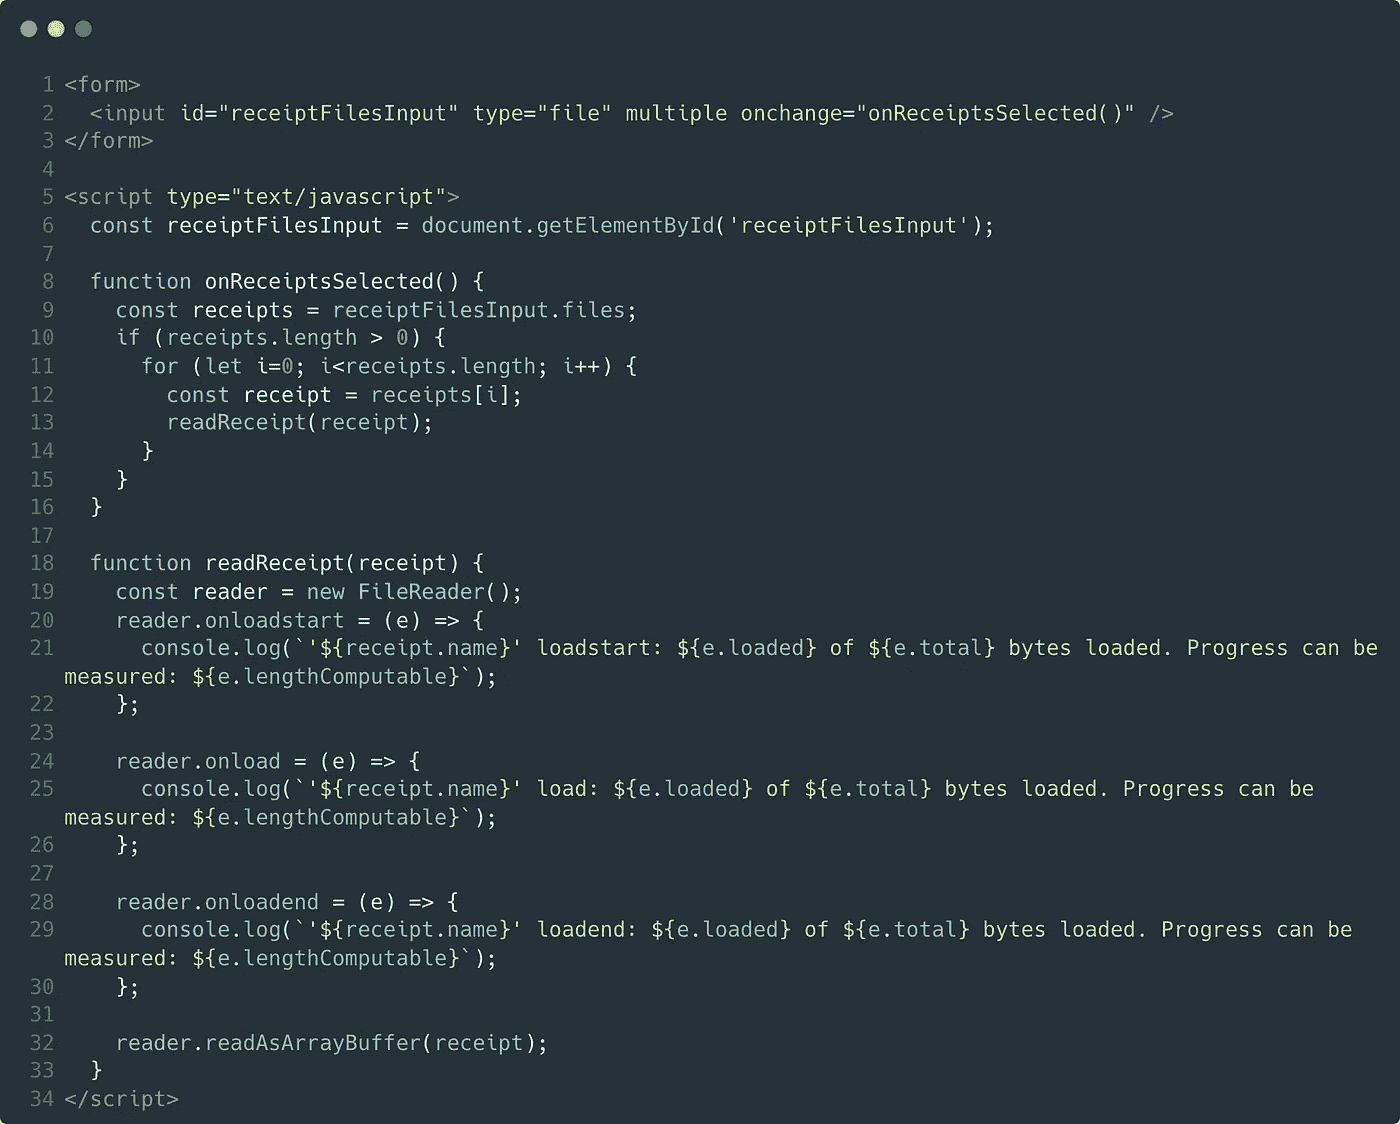 1 <form>
2   <input id="receiptFilesInput" type="file" multiple onchange="onReceiptsSelected()" />
3 </form>
4
5 <script type="text/javascript">
6   const receiptFilesInput = document.getElementById('receiptFilesInput');
7
8   function onReceiptsSelected() {
9     const receipts = receiptFilesInput.files;
10     if (receipts.length > 0) {
11       for (let i=0; i<receipts.length; i++) {
12         const receipt = receipts[i];
13         readReceipt(receipt);
14       }
15     }
16   }
17
18   function readReceipt(receipt) {
19     const reader = new FileReader();
20     reader.onloadstart = (e) => {
21       console.log(`'${receipt.name}' loadstart: ${e.loaded} of ${e.total} bytes loaded. Progress can be
measured: ${e.lengthComputable}`);
22     };
23
24     reader.onload = (e) => {
25       console.log(`'${receipt.name}' load: ${e.loaded} of ${e.total} bytes loaded. Progress can be
measured: ${e.lengthComputable}`);
26     };
27
28     reader.onloadend = (e) => {
29       console.log(`'${receipt.name}' loadend: ${e.loaded} of ${e.total} bytes loaded. Progress can be
measured: ${e.lengthComputable}`);
30     };
31
32     reader.readAsArrayBuffer(receipt);
33   }
34 </script>